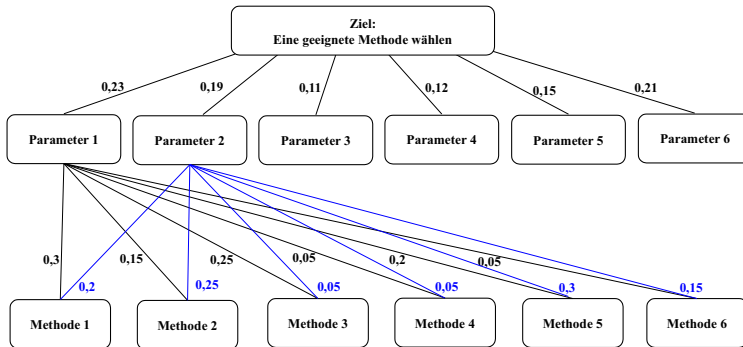 Ziel:
Eine geeignete Methode wählen
0,23
0,19
0,11
0,12
0,15
0,21
Parameter 1
Parameter 2
Parameter 3
Parameter 4
Parameter 5
Parameter 6
0,3
0,15
0,25
0,05
0,2
0,05
0,2
0,25
0,05
0,05
0,3
0,15
Methode 1
Methode 2
Methode 3
Methode 4
Methode 5
Methode 6